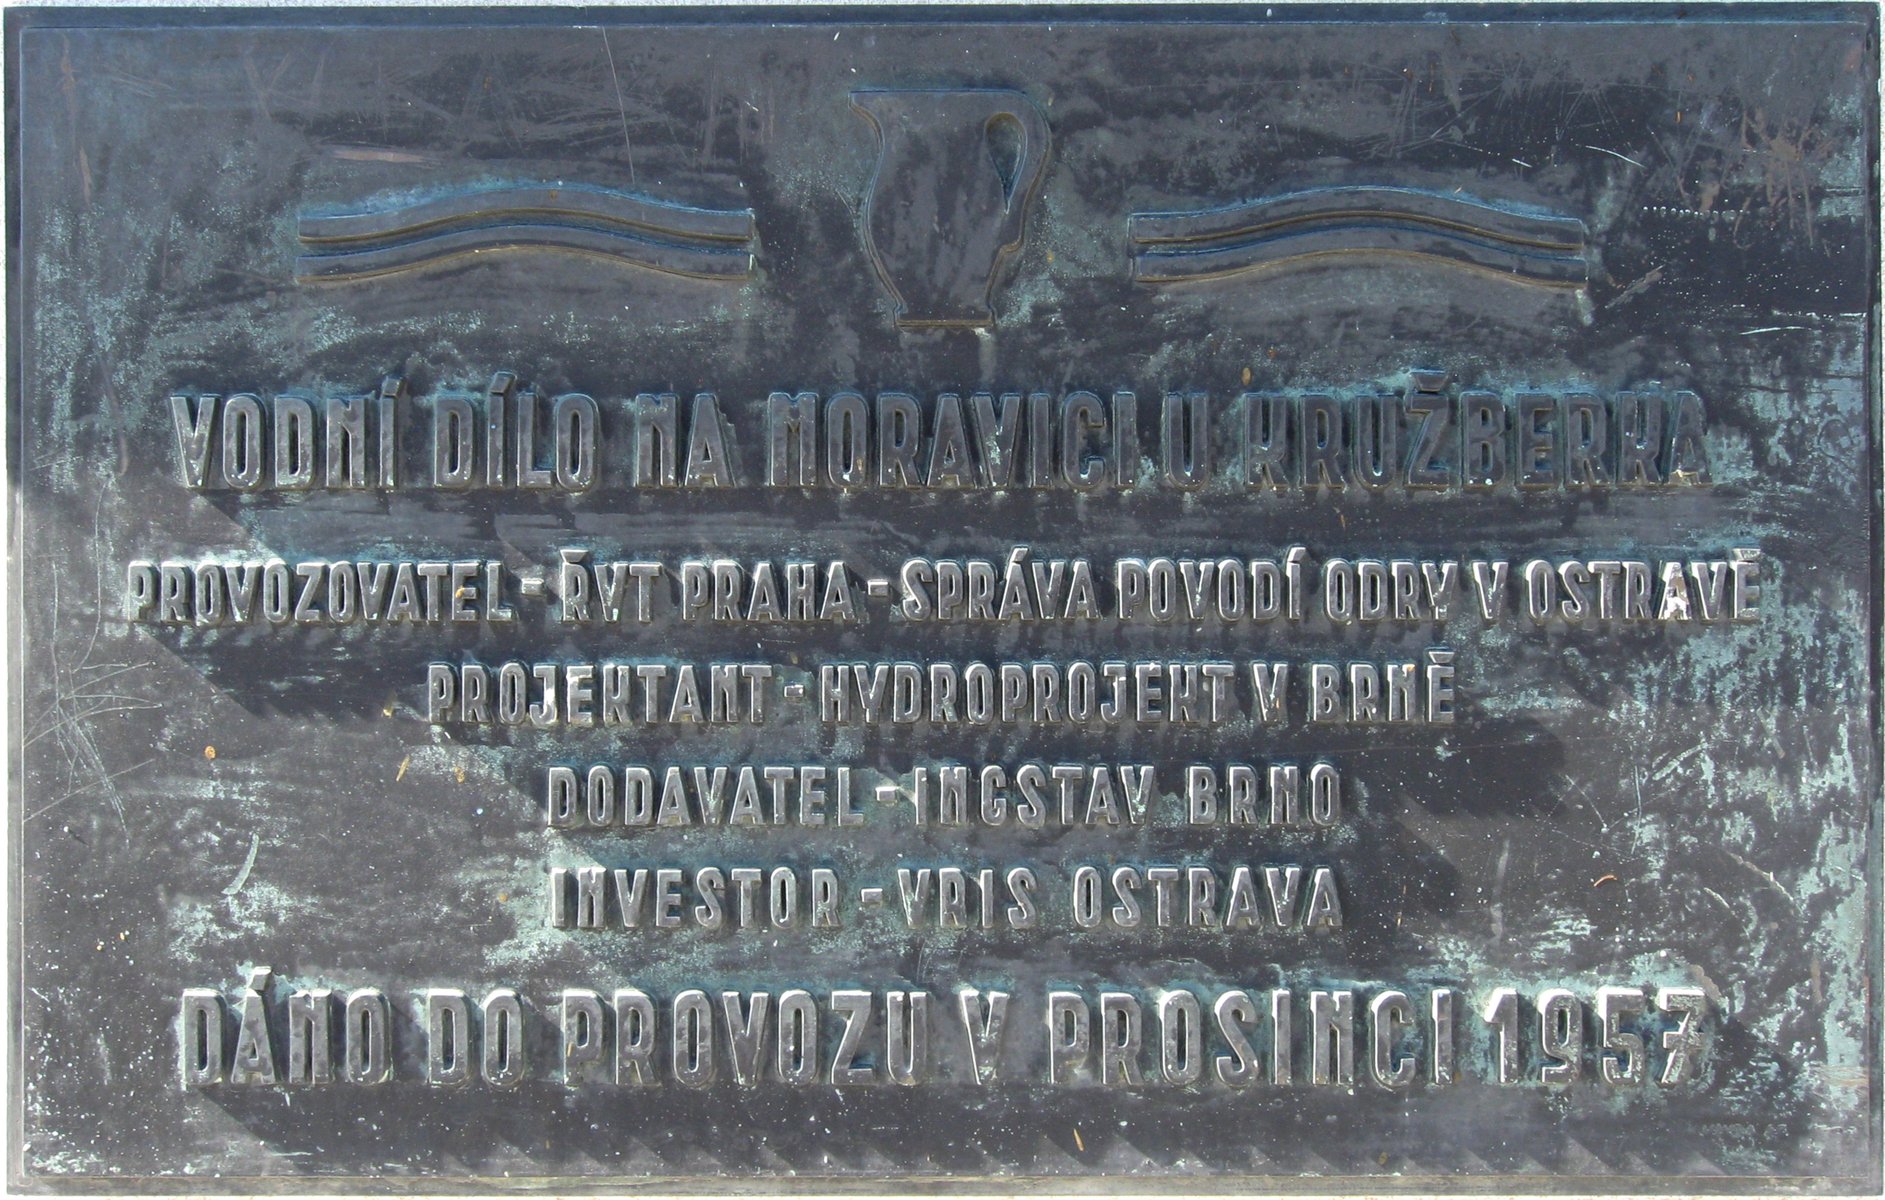 VODNÍ DÍLO NA MORAVICI U KRUŽBERKA
PROVOZOVATEL - ŘVT PRAHA - SPRÁVA POVODÍ ODRY V OSTRAVĚ
PROJEKTANT - HYDROPROJEKT V BRNĚ
DODAVATEL - INGSTAV BRNO
INVESTOR - VRIS OSTRAVA
DÁNO DO PROVOZU V PROSINCI 1957